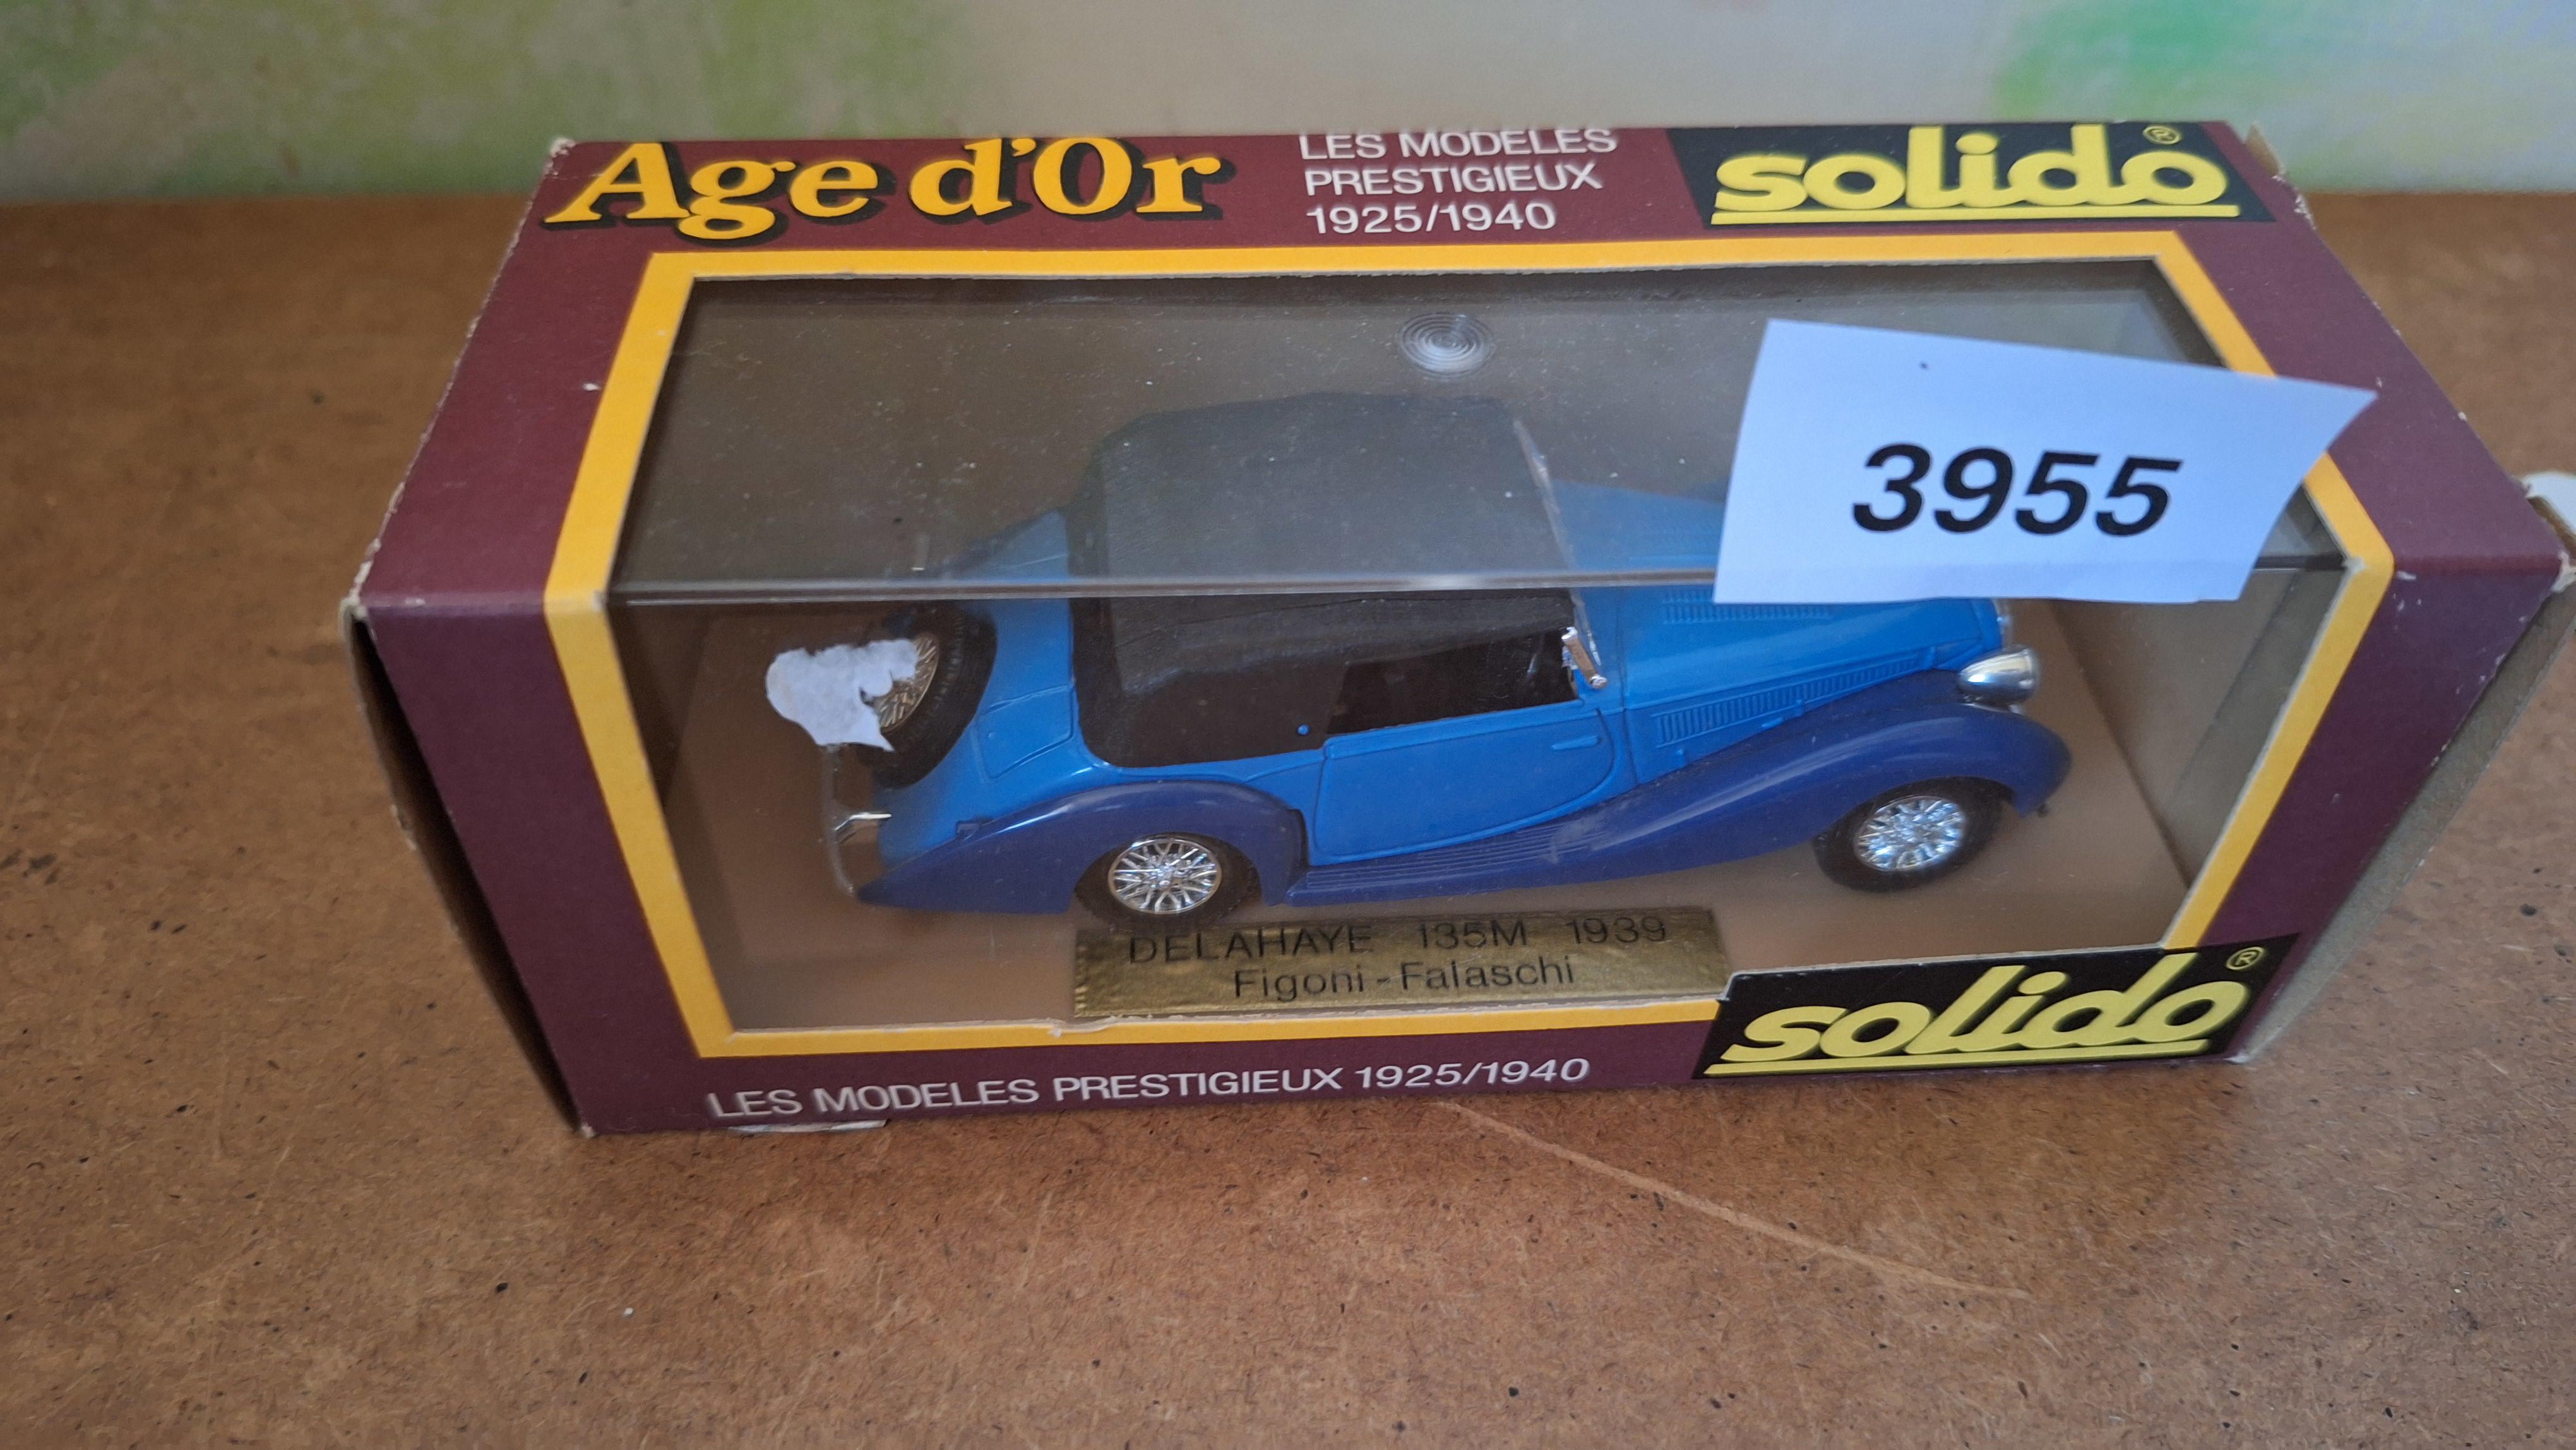 Age d'Or
LES MODELES
PRESTIGIEUX
1925/1940
solido®
3955
DELAHAYE 135M 1939
Figoni-Falaschi
LES MODELES PRESTIGIEUX 1925/1940
solido®